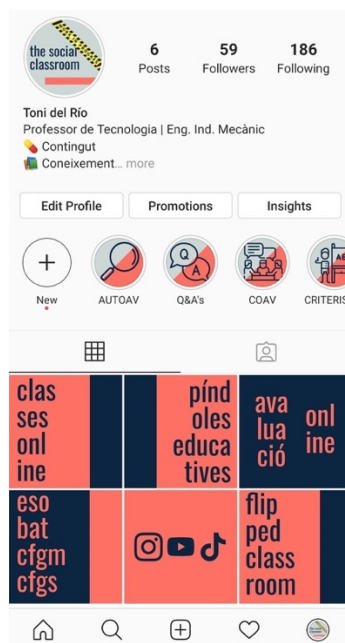 the social
classroom
6 59 186
Posts Followers Following
Toni del Río
Professor de Tecnologia | Eng. Ind. Mecànic
Contingut
Coneixement... more
Edit Profile Promotions Insights
Q
A
New AUTOAV Q&A's COAV CRITERIS
clas
ses
onl
ine
pínd
oles
educa
tives
ava
lua
ció
onl
ine
eso
bat
cfgm
cfgs
flip
ped
class
room